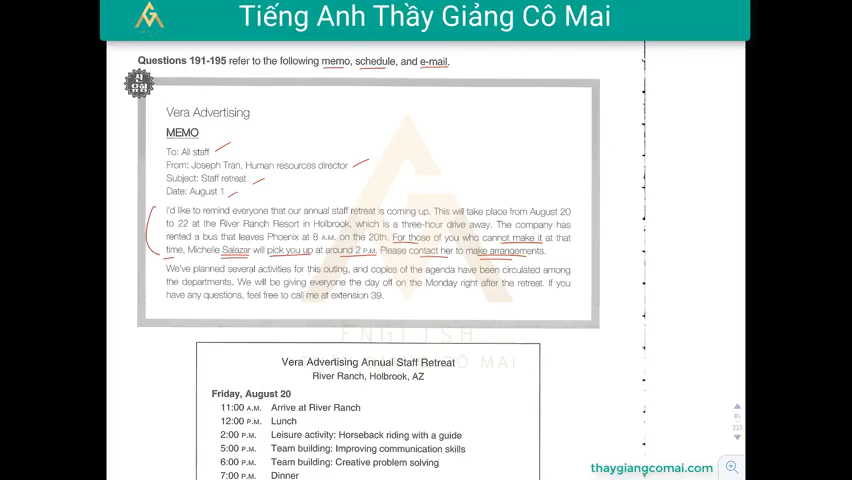 Tiếng Anh Thầy Giảng Cô Mai
Questions 191-195 refer to the following memo, schedule, and e-mail.
Vera Advertising
MEMO
To: All staff
From: Joseph Tran, Human resources director
Subject: Staff retreat
Date: August 1
I'd like to remind everyone that our annual staff retreat is coming up. This will take place from August 20
to 22 at the River Ranch Resort in Holbrook, which is a three-hour drive away. The company has
rented a bus that leaves Phoenix at 8 A.M. on the 20th. For those of you who cannot make it at that
time, Michelle Salazar will pick you up at around 2 P.M. Please contact her to make arrangements.
We've planned several activities for this outing, and copies of the agenda have been circulated among
the departments. We will be giving everyone the day off on the Monday right after the retreat. If you
have any questions, feel free to call me at extension 39.
ENGLISH
CÔ MAI
Vera Advertising Annual Staff Retreat
River Ranch, Holbrook, AZ
Friday, August 20
11:00 A.M. Arrive at River Ranch
12:00 P.M. Lunch
2:00 P.M. Leisure activity: Horseback riding with a guide
5:00 P.M. Team building: Improving communication skills
6:00 P.M. Team building: Creative problem solving
7:00 P.M. Dinner
85
220
thaygiangcomai.com